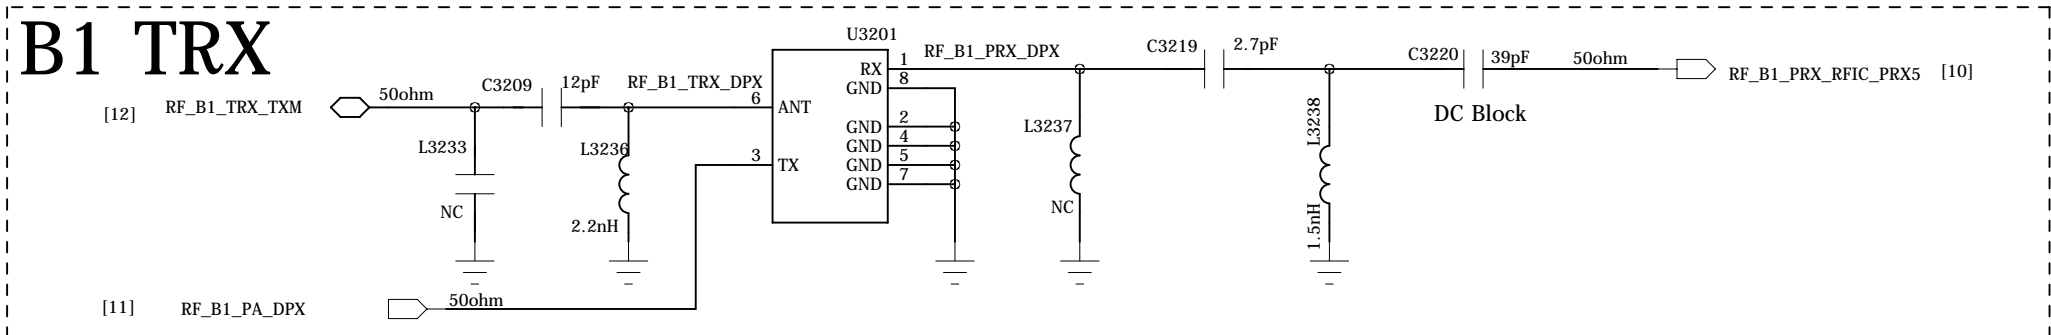 B1 TRX
U3201
RF_B1_PRX_DPX
C3219
2.7pF
C3220
39pF
50ohm
RF_B1_PRX_RFIC_PRX5
[10]
DC Block
[12]
RF_B1_TRX_TXM
50ohm
C3209
12pF
RF_B1_TRX_DPX
6
ANT
RX
1
8
GND
GND
2
GND
4
GND
5
GND
7
3
TX
L3233
NC
L3236
2.2nH
L3237
NC
L3238
1.5nH
[11]
RF_B1_PA_DPX
50ohm